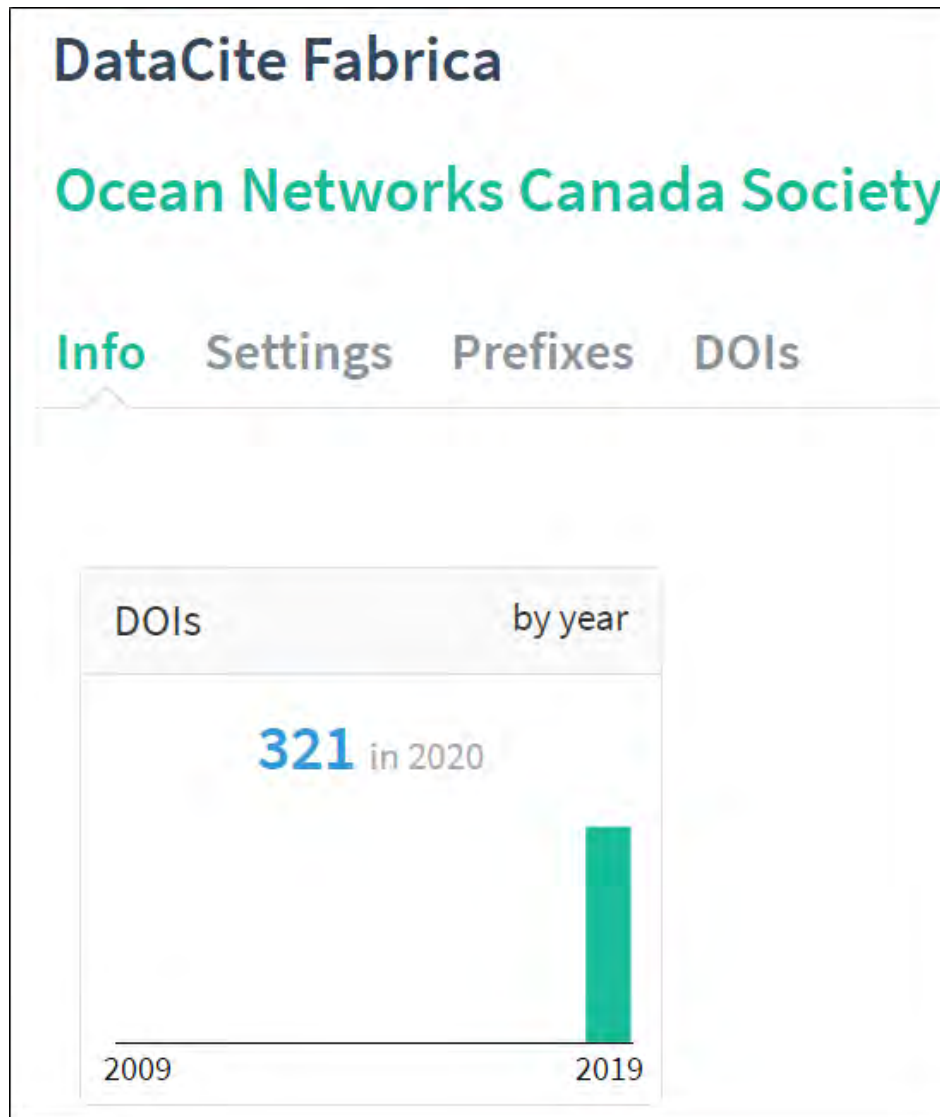 DataCite Fabrica
Ocean Networks Canada Society
Info Settings Prefixes DOIs
DOIs by year
321 in 2020
2009 2019